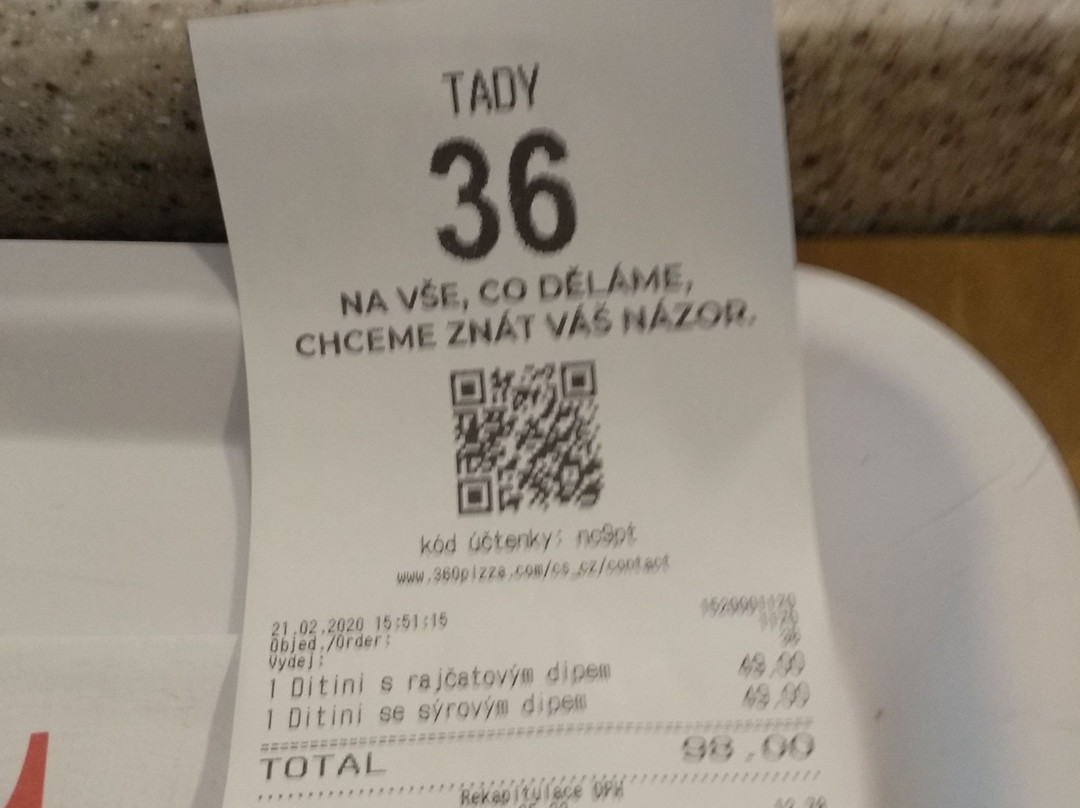 TADY
36
NA VŠE, CO DĚLÁME,
CHCEME ZNÁT VÁŠ NÁZOR.
kód účtenky: nc9pt
www.360pizza.com/cs_cz/contact
21.02.2020 15:51:15
Objed./Order:
Vydej: 36
1 Ditini s rajčatovým dipem 49.00
1 Ditini se sýrovým dipem 49.00
TOTAL 98.00
Rekapitulace DPH